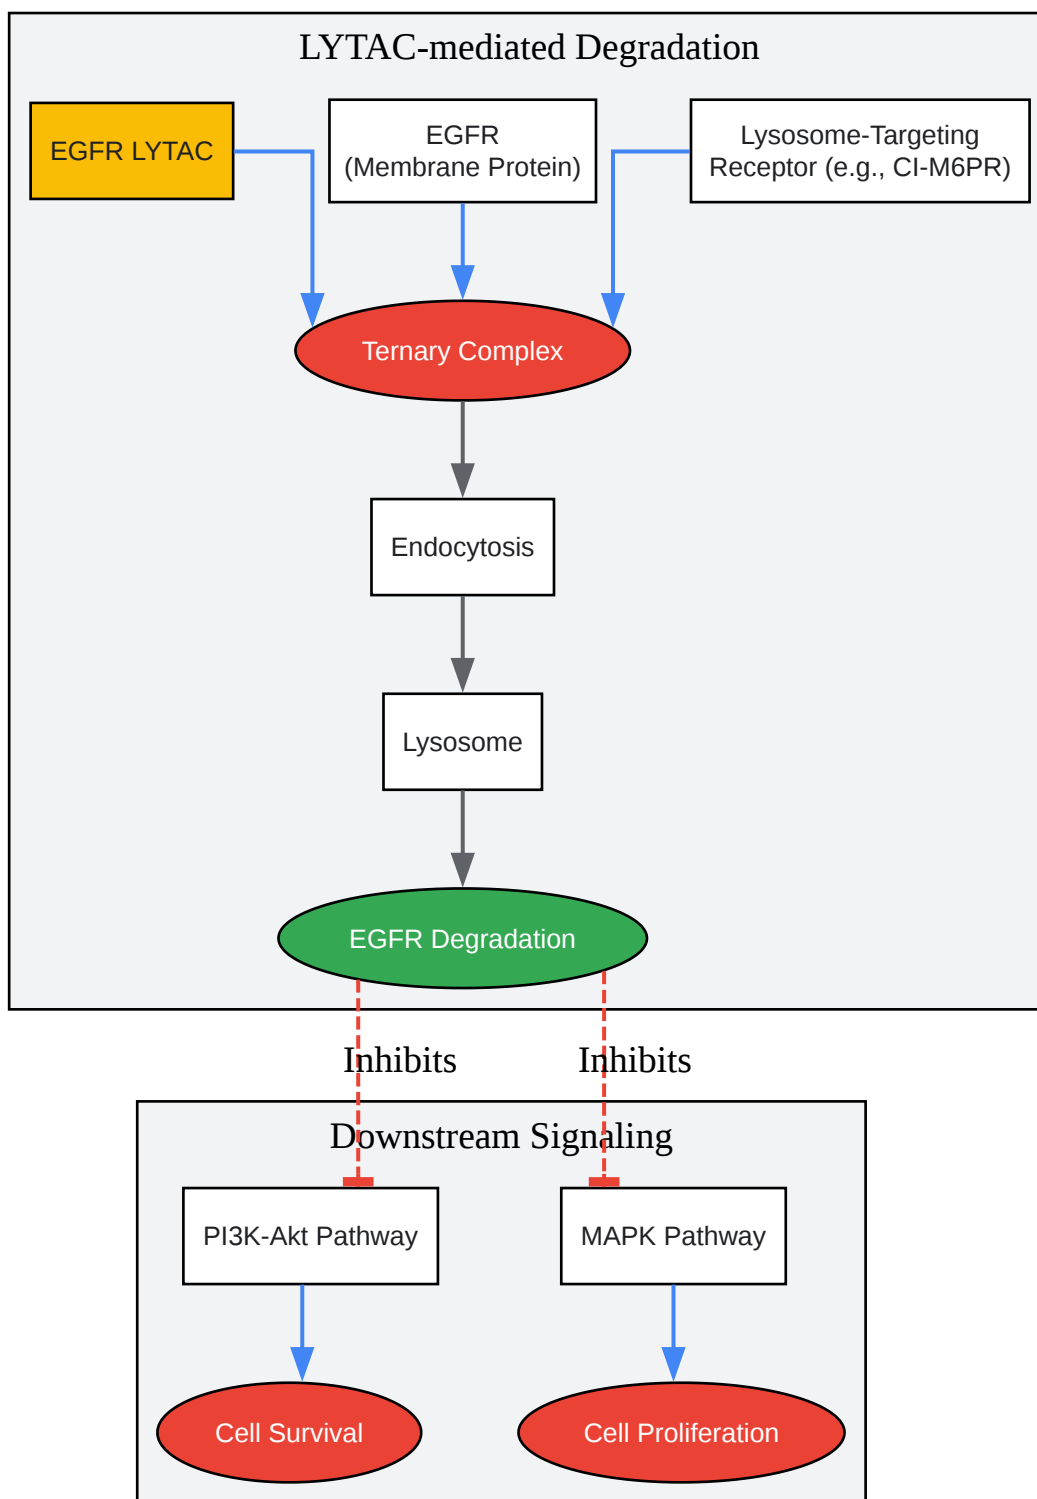 LYTAC-mediated Degradation
EGFR LYTAC
EGFR
(Membrane Protein)
Lysosome-Targeting
Receptor (e.g., CI-M6PR)
Ternary Complex
Endocytosis
Lysosome
EGFR Degradation
Inhibits
Inhibits
Downstream Signaling
PI3K-Akt Pathway
MAPK Pathway
Cell Survival
Cell Proliferation